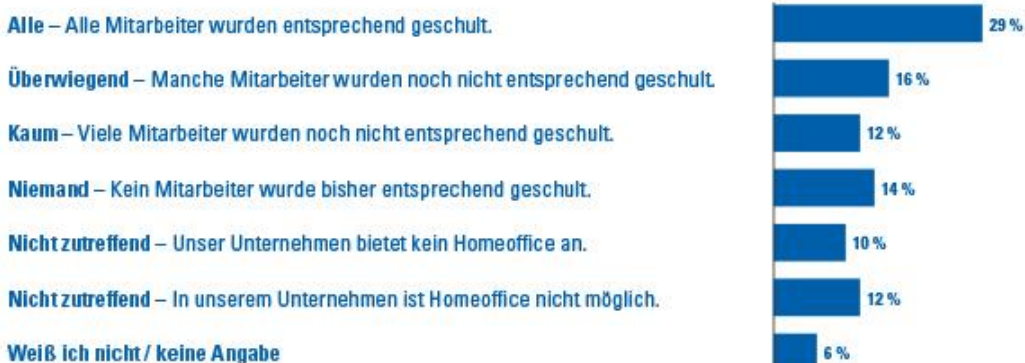 Alle – Alle Mitarbeiter wurden entsprechend geschult. 29 %
Überwiegend – Manche Mitarbeiter wurden noch nicht entsprechend geschult. 16 %
Kaum – Viele Mitarbeiter wurden noch nicht entsprechend geschult. 12 %
Niemand – Kein Mitarbeiter wurde bisher entsprechend geschult. 14 %
Nicht zutreffend – Unser Unternehmen bietet kein Homeoffice an. 10 %
Nicht zutreffend – In unserem Unternehmen ist Homeoffice nicht möglich. 12 %
Weiß ich nicht / keine Angabe 6 %